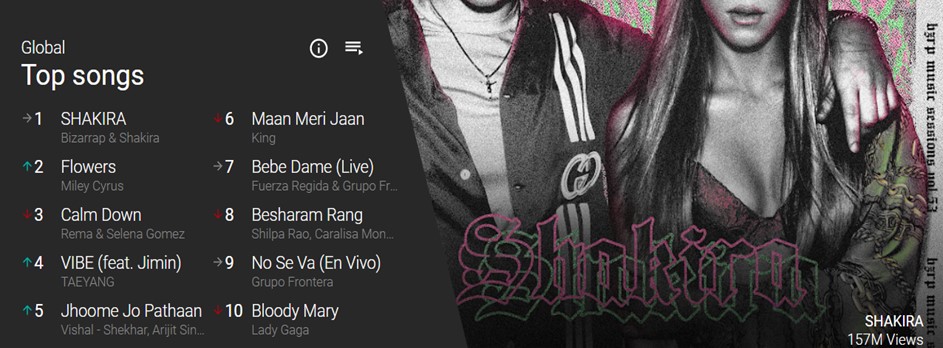 Global
Top songs
1 SHAKIRA
Bizarrap & Shakira
2 Flowers
Miley Cyrus
3 Calm Down
Rema & Selena Gomez
4 VIBE (feat. Jimin)
TAEYANG
5 Jhoome Jo Pathaan
Vishal - Shekhar, Arijit Sin...
6 Maan Meri Jaan
King
7 Bebe Dame (Live)
Fuerza Regida & Grupo Fr...
8 Besharam Rang
Shilpa Rao, Caralisa Mon...
9 No Se Va (En Vivo)
Grupo Frontera
10 Bloody Mary
Lady Gaga
Shakira
bzrp music sessions vol.53
bzrp music s
SHAKIRA
157M Views